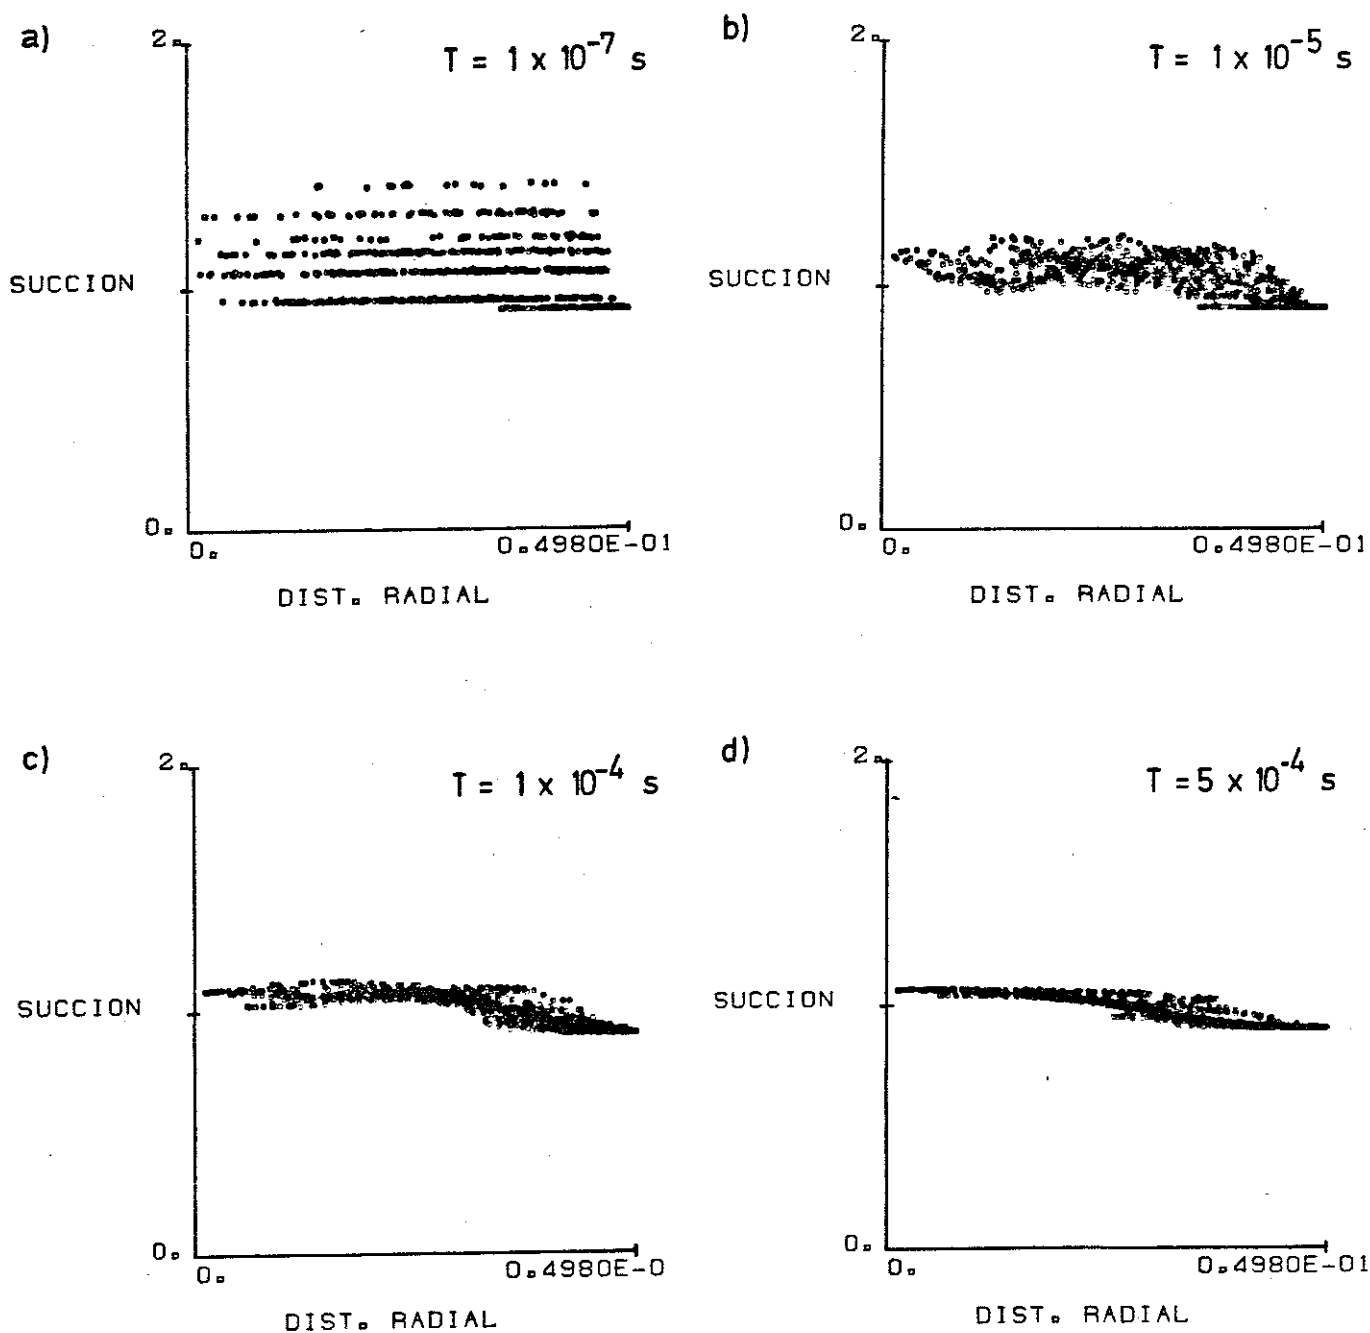 a)
2.
T = 1 x 10⁻⁷ s
SUCCION
0.
0.
0.4980E-01
DIST. RADIAL
b)
2.
T = 1 x 10⁻⁵ s
SUCCION
0.
0.
0.4980E-01
DIST. RADIAL
c)
2.
T = 1 x 10⁻⁴ s
SUCCION
0.
0.
0.4980E-0
DIST. RADIAL
d)
2.
T = 5 x 10⁻⁴ s
SUCCION
0.
0.
0.4980E-01
DIST. RADIAL